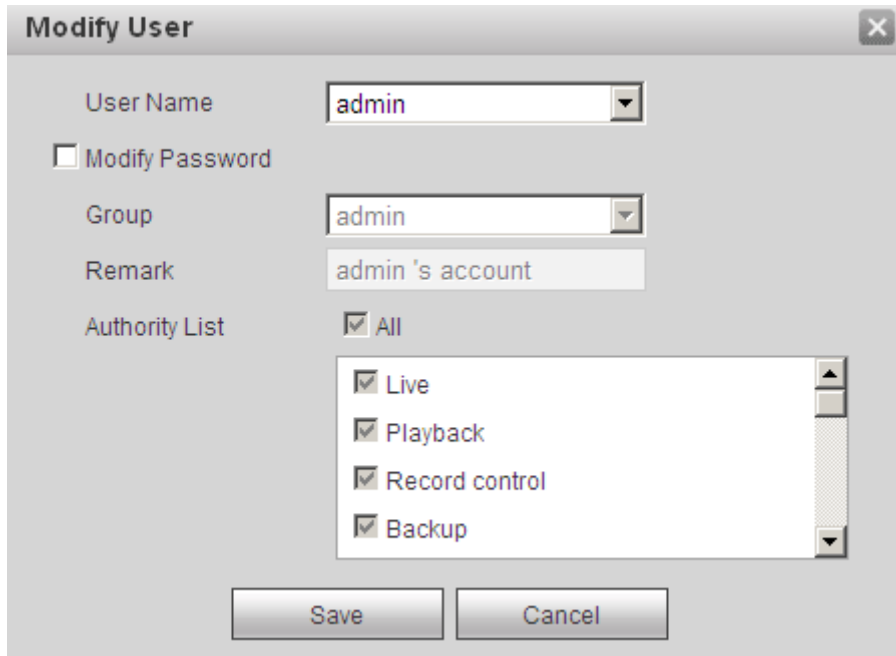 Modify User
User Name admin
Modify Password
Group admin
Remark admin 's account
Authority List All
Live
Playback
Record control
Backup
Save Cancel